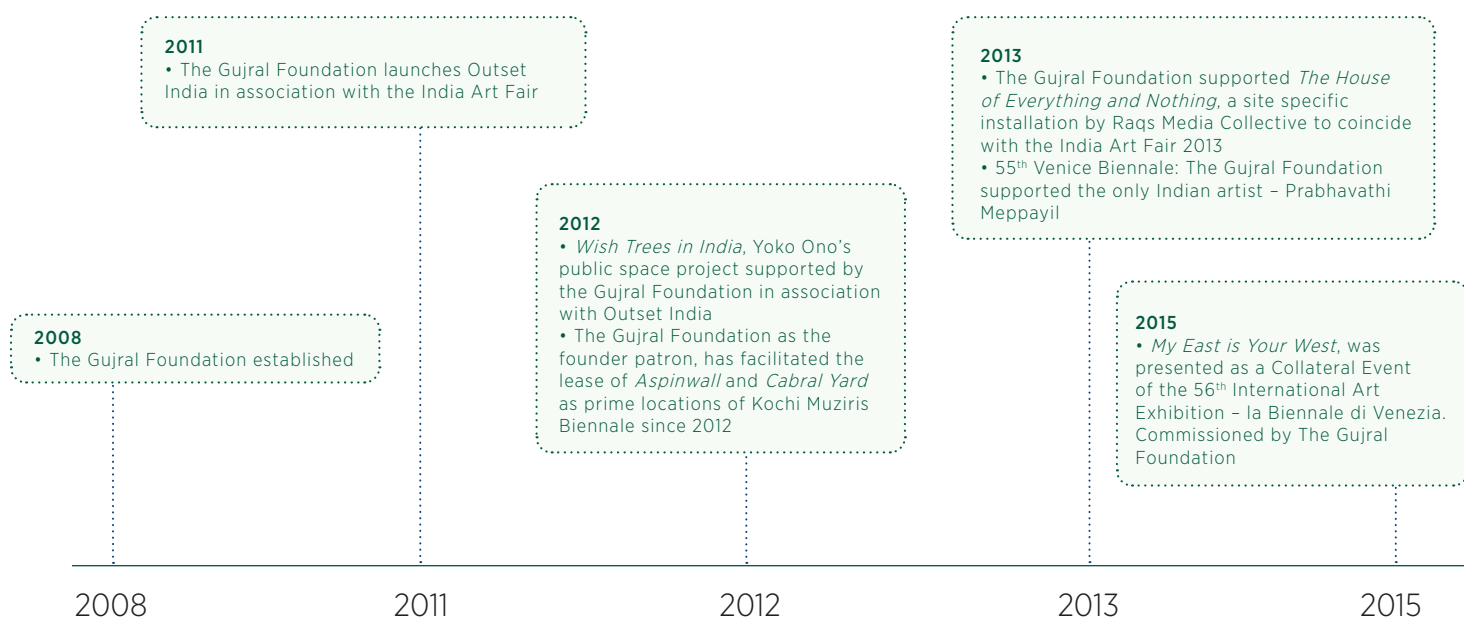 2011
• The Gujral Foundation launches Outset
India in association with the India Art Fair
2013
• The Gujral Foundation supported The House
of Everything and Nothing, a site specific
installation by Raqs Media Collective to coincide
with the India Art Fair 2013
• 55th Venice Biennale: The Gujral Foundation
supported the only Indian artist – Prabhavathi
Meppayil
2012
• Wish Trees in India, Yoko Ono’s
public space project supported by
the Gujral Foundation in association
with Outset India
• The Gujral Foundation as the
founder patron, has facilitated the
lease of Aspinwall and Cabral Yard
as prime locations of Kochi Muziris
Biennale since 2012
2008
• The Gujral Foundation established
2015
• My East is Your West, was
presented as a Collateral Event
of the 56th International Art
Exhibition – la Biennale di Venezia.
Commissioned by The Gujral
Foundation
2008 2011 2012 2013 2015